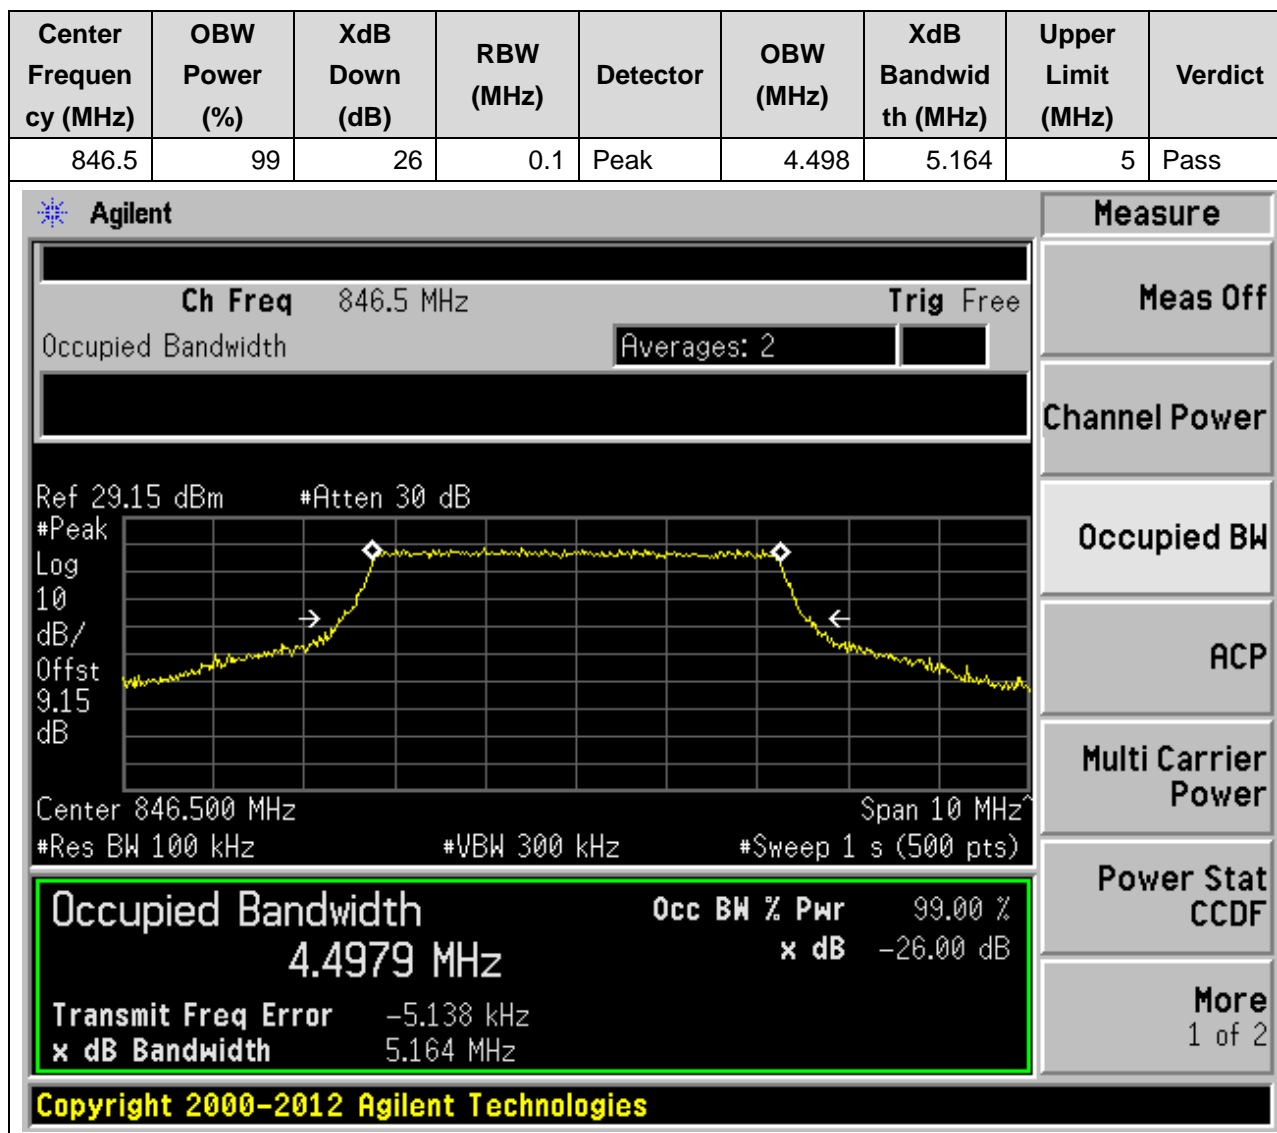 Center Frequen cy (MHz) OBW Power (%) XdB Down (dB) RBW (MHz) Detector OBW (MHz) XdB Bandwid th (MHz) Upper Limit (MHz) Verdict
846.5 99 26 0.1 Peak 4.498 5.164 5 Pass
Agilent
Measure
Ch Freq 846.5 MHz Trig Free
Meas Off
Occupied Bandwidth Averages: 2
Channel Power
Ref 29.15 dBm #Atten 30 dB
#Peak
Log
10
dB/
Offst
9.15
dB
Occupied BW
ACP
Multi Carrier
Power
Center 846.500 MHz Span 10 MHz^
#Res BW 100 kHz #VBW 300 kHz #Sweep 1 s (500 pts)
Power Stat
CCDF
Occupied Bandwidth Occ BW % Pwr 99.00 %
4.4979 MHz x dB -26.00 dB
Transmit Freq Error -5.138 kHz
x dB Bandwidth 5.164 MHz
More
1 of 2
Copyright 2000-2012 Agilent Technologies